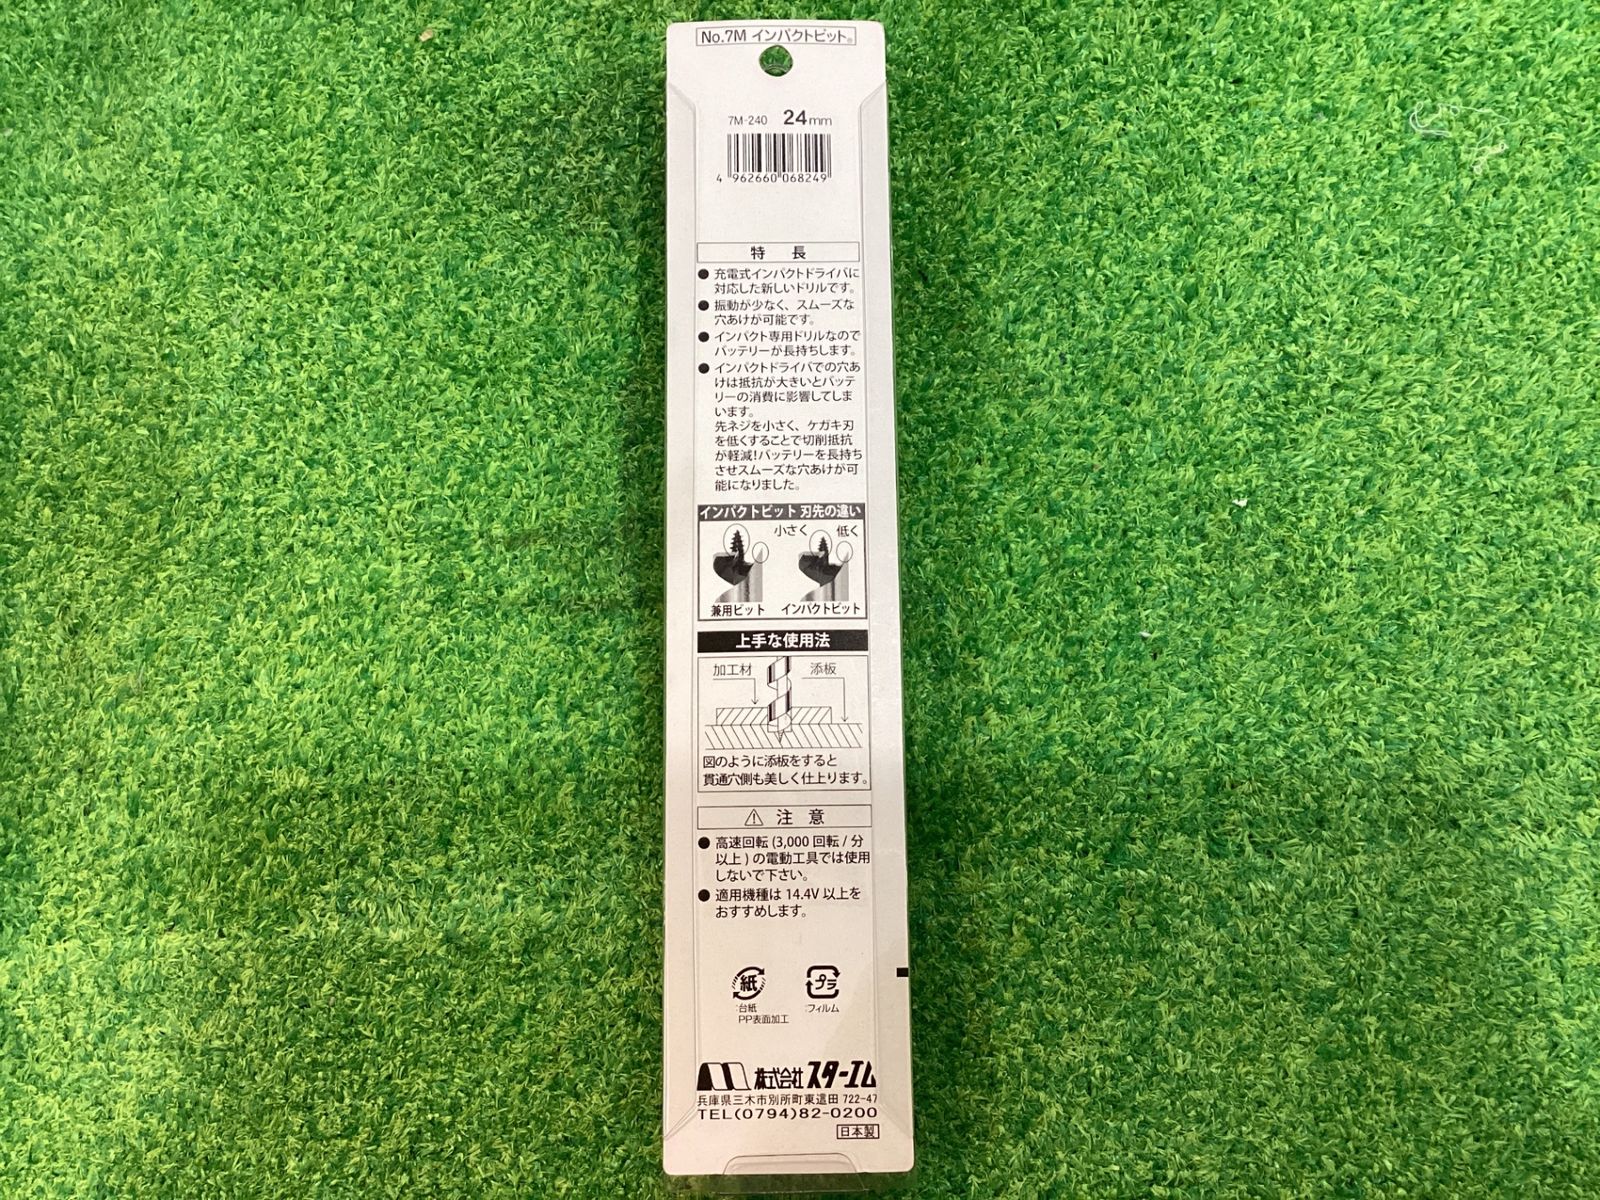 No.7M インパクトビット®
7M-240 24mm
4 962660 068249
特 長
● 充電式インパクトドライバに
対応した新しいドリルです。
● 振動が少なく、スムーズな
穴あけが可能です。
● インパクト専用ドリルなので
バッテリーが長持ちします。
● インパクトドライバでの穴あ
けは抵抗が大きいとバッテ
リーの消費に影響してしま
います。
先ネジを小さく、ケガキ刃
を低くすることで切削抵抗
が軽減!バッテリーを長持ち
させスムーズな穴あけが可
能になりました。
インパクトビット 刃先の違い
小さく 低く
兼用ビット インパクトビット
上手な使用法
加工材 添板
図のように添板をすると
貫通穴側も美しく仕上ります。
⚠ 注 意
● 高速回転 (3,000 回転 / 分
以上 ) の電動工具では使用
しないで下さい。
● 適用機種は 14.4V 以上を
おすすめします。
紙 プラ
:台紙 :フィルム
PP表面加工
株式会社スターエム
兵庫県三木市別所町東這田 722-47
TEL(0794)82-0200
日本製